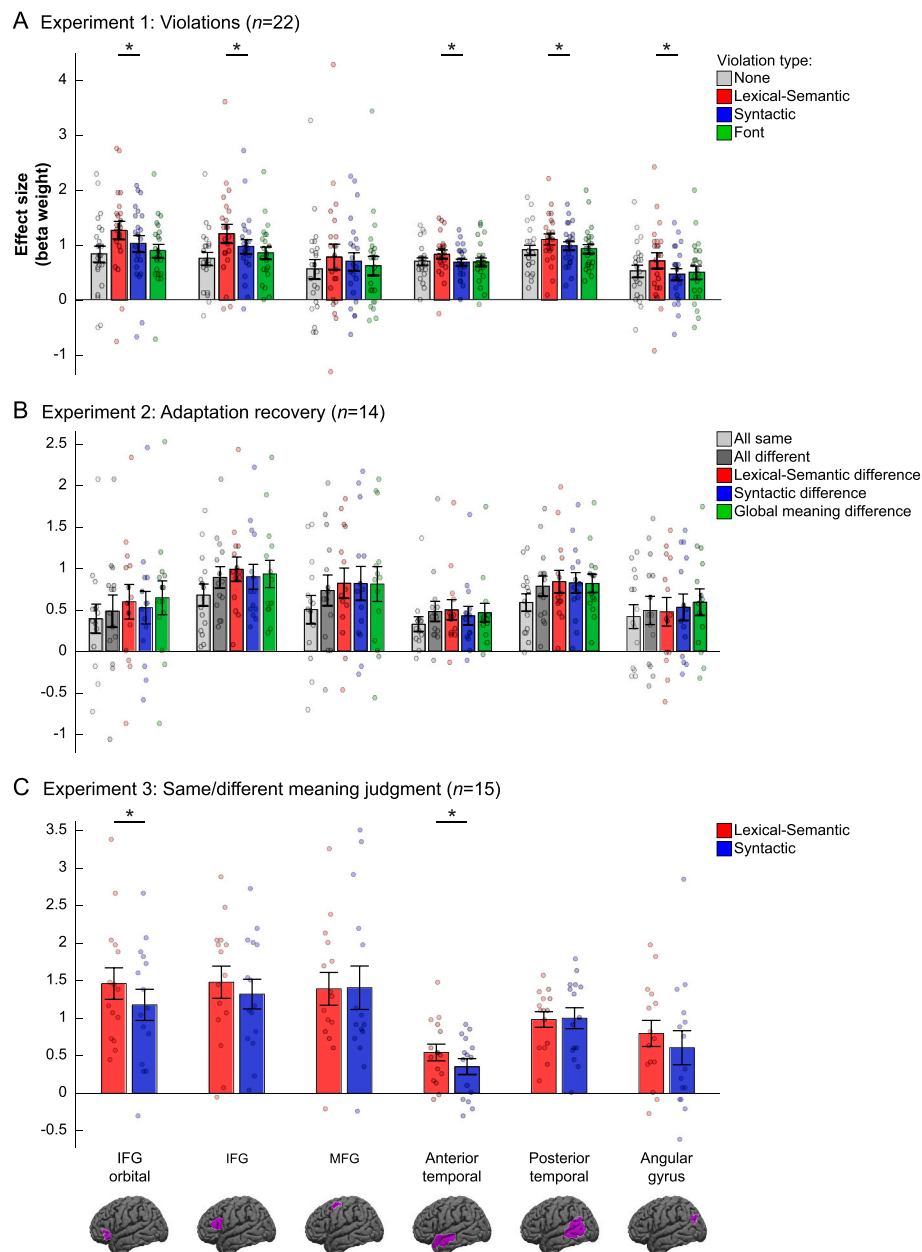 A Experiment 1: Violations (n=22)
* * * * *
Violation type:
None
Lexical-Semantic
Syntactic
Font
Effect size
(beta weight)
4
3
2
1
0
-1
B Experiment 2: Adaptation recovery (n=14)
All same
All different
Lexical-Semantic difference
Syntactic difference
Global meaning difference
2.5
2
1.5
1
0.5
0
-0.5
-1
C Experiment 3: Same/different meaning judgment (n=15)
* *
Lexical-Semantic
Syntactic
3.5
3
2.5
2
1.5
1
0.5
0
-0.5
IFG
orbital
IFG
MFG
Anterior
temporal
Posterior
temporal
Angular
gyrus